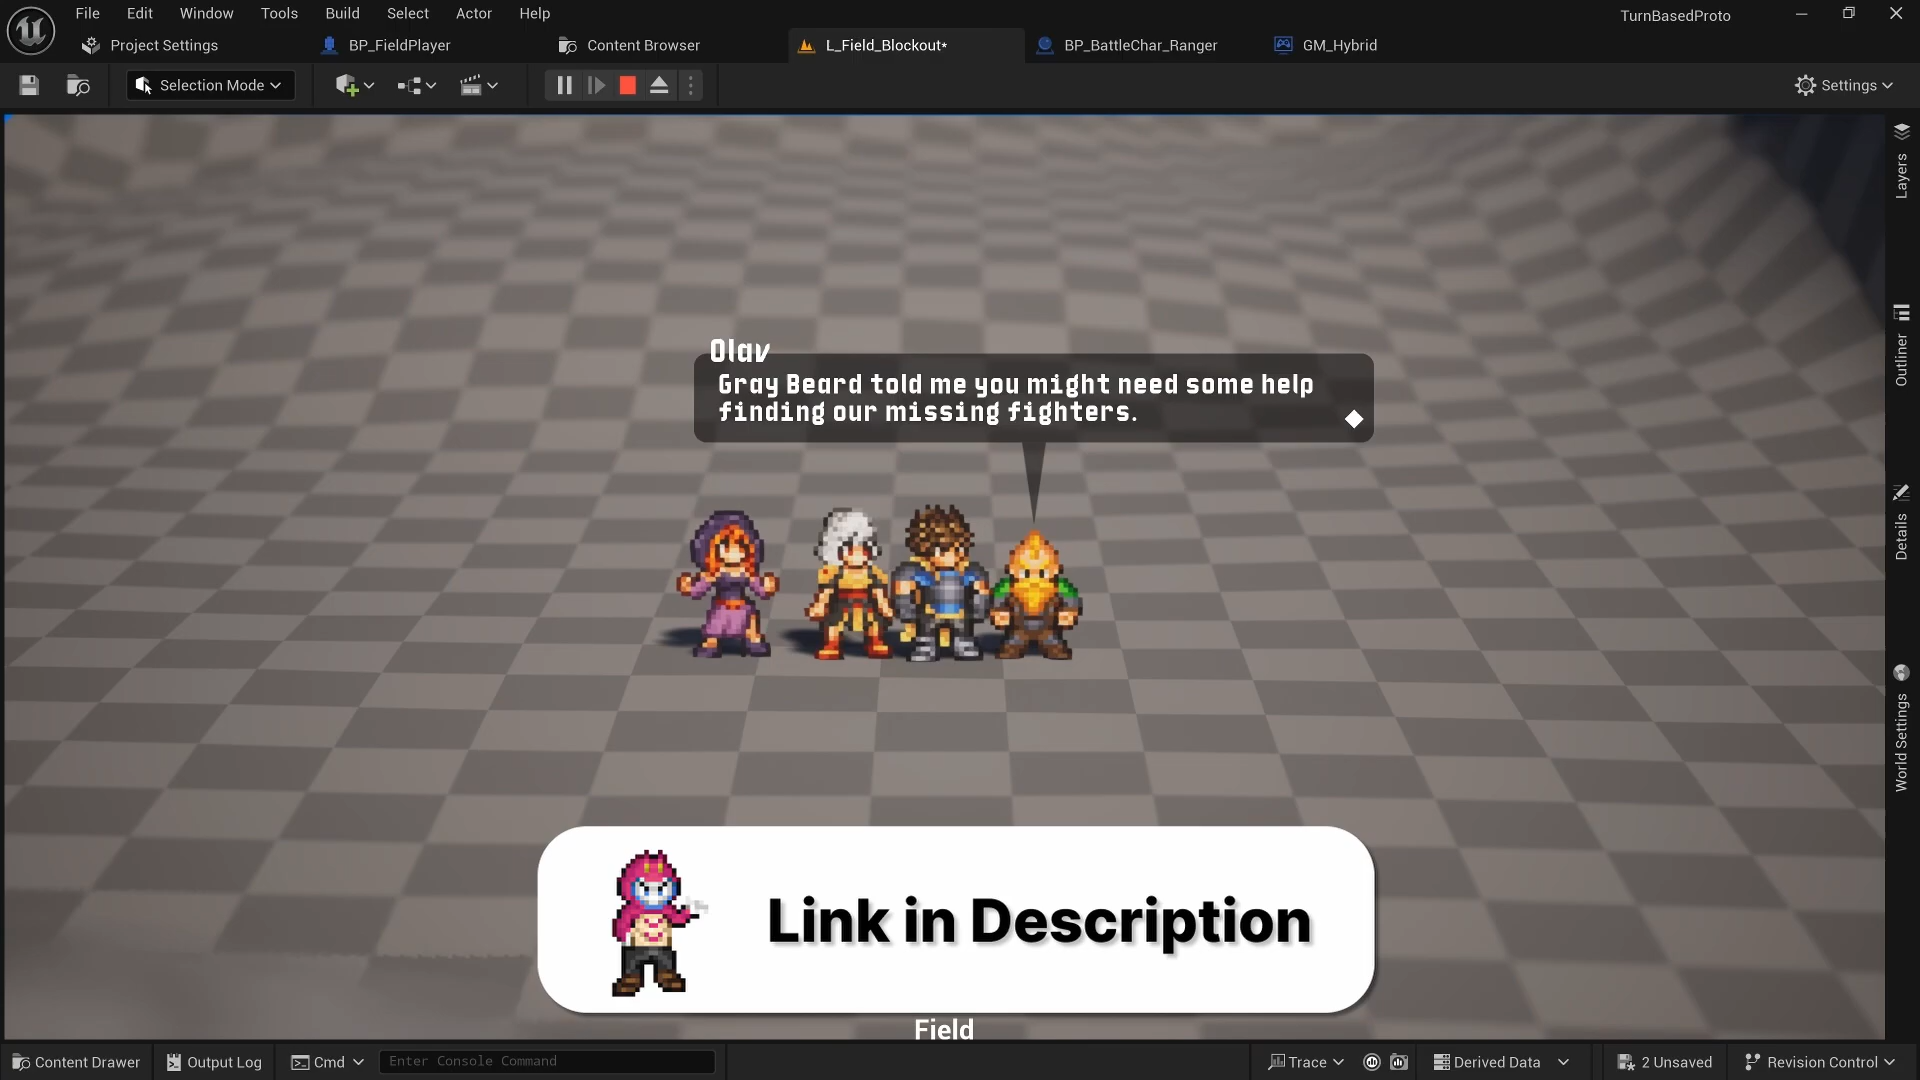 File Edit Window Tools Build Select Actor Help
TurnBasedProto
Project Settings
BP_FieldPlayer
Content Browser
L_Field_Blockout*
BP_BattleChar_Ranger
GM_Hybrid
Selection Mode
Settings
Layers
Outliner
Details
World Settings
Olav
Gray Beard told me you might need some help
finding our missing fighters.
Link in Description
Field
Content Drawer
Output Log
Cmd
Enter Console Command
Trace
Derived Data
2 Unsaved
Revision Control